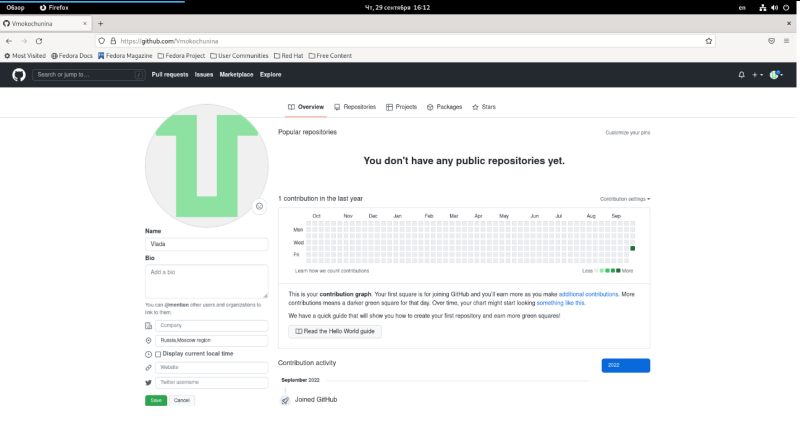 Обзор
Firefox
Чт, 29 сентября 16:12
en
Vmokochunina
https://github.com/Vmokochunina
Most Visited
Fedora Docs
Fedora Magazine
Fedora Project
User Communities
Red Hat
Free Content
Search or jump to...
/
Pull requests
Issues
Marketplace
Explore
Overview
Repositories
Projects
Packages
Stars
Popular repositories
Customize your pins
You don't have any public repositories yet.
1 contribution in the last year
Contribution settings
Oct Nov Dec Jan Feb Mar Apr May Jun Jul Aug Sep
Mon
Wed
Fri
Learn how we count contributions
Less
More
This is your contribution graph. Your first square is for joining GitHub and you'll earn more as you make additional contributions. More
contributions means a darker green square for that day. Over time, your chart might start looking something like this.
We have a quick guide that will show you how to create your first repository and earn more green squares!
Read the Hello World guide
Contribution activity
2022
September 2022
Joined GitHub
Name
Vlada
Bio
Add a bio
You can @mention other users and organizations to
link to them.
Company
Russia,Moscow region
Display current local time
Website
Twitter username
Save
Cancel